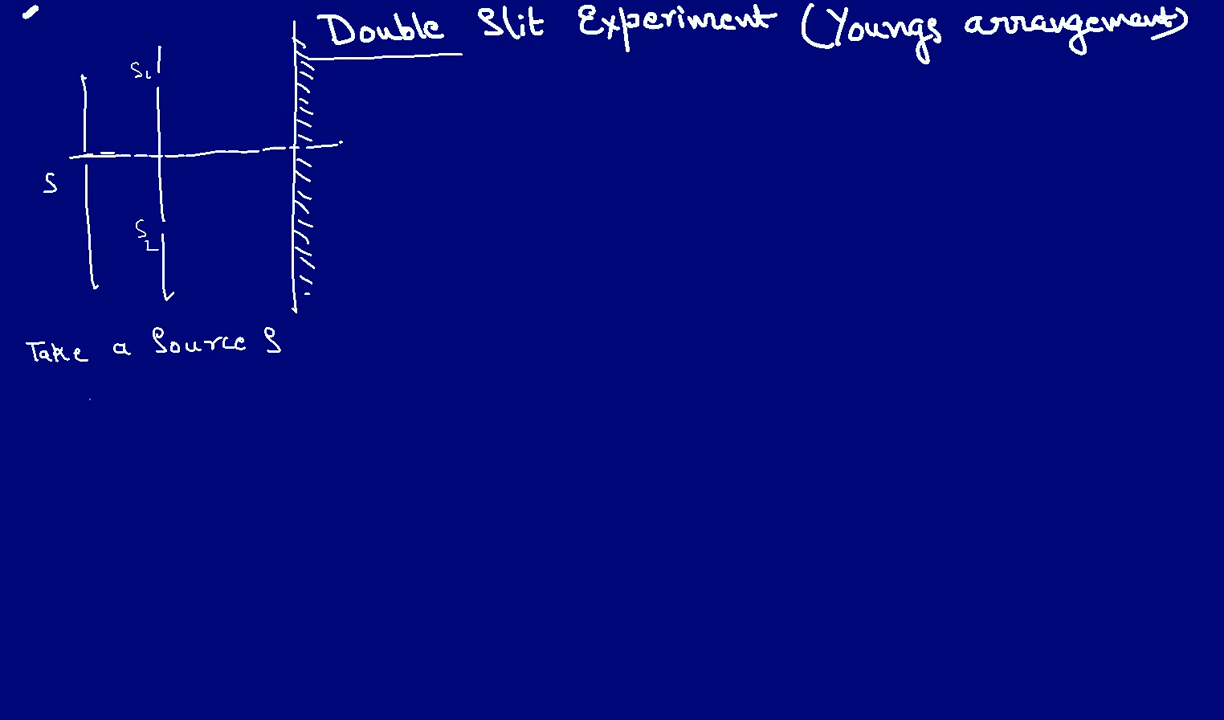 Double Slit Experiment (Youngs arrangement)
S1
S
S2
Take a Source S